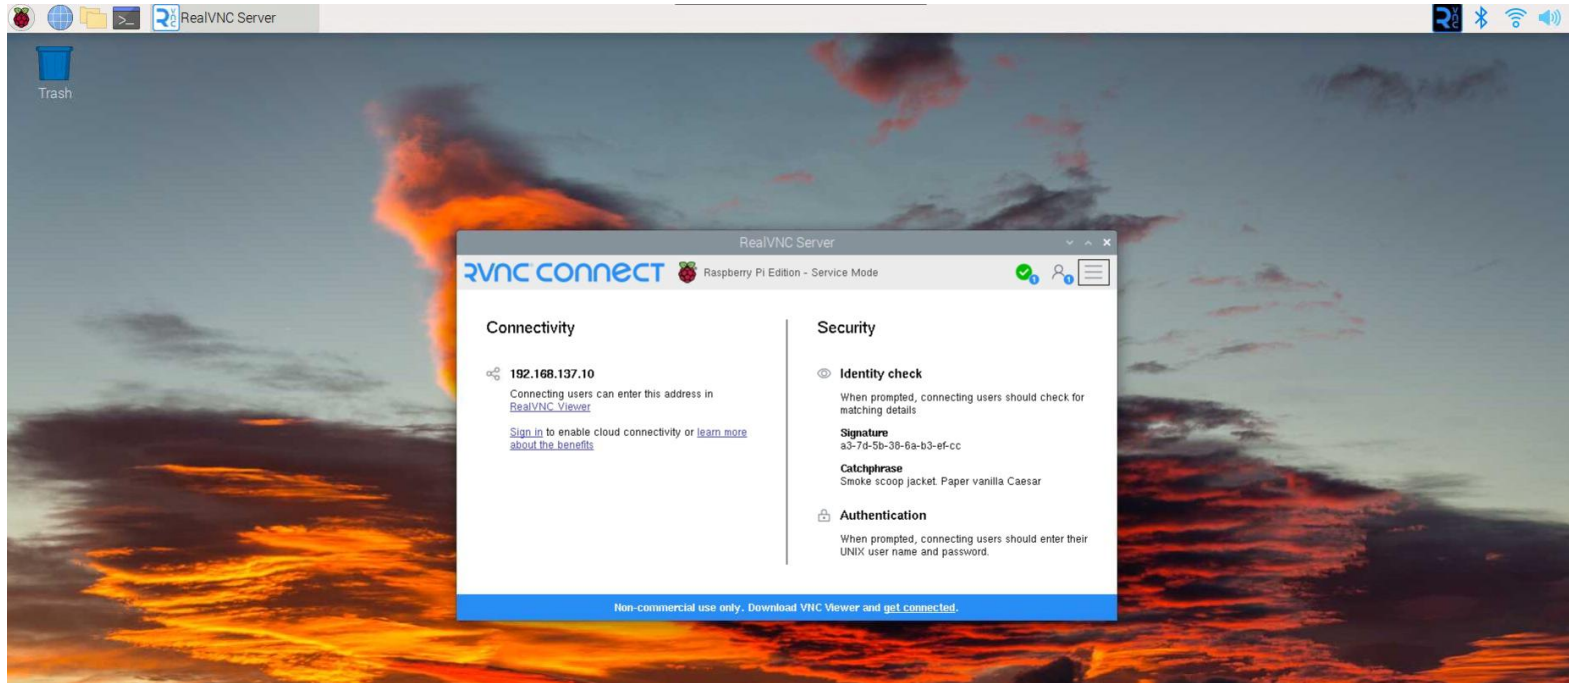 RealVNC Server
Trash
RealVNC Server
RVNC CONNECT Raspberry Pi Edition - Service Mode
1 1
Connectivity
192.168.137.10
Connecting users can enter this address in
RealVNC Viewer
Sign in to enable cloud connectivity or learn more
about the benefits
Security
Identity check
When prompted, connecting users should check for
matching details
Signature
a3-7d-5b-38-6a-b3-ef-cc
Catchphrase
Smoke scoop jacket. Paper vanilla Caesar
Authentication
When prompted, connecting users should enter their
UNIX user name and password.
Non-commercial use only. Download VNC Viewer and get connected.